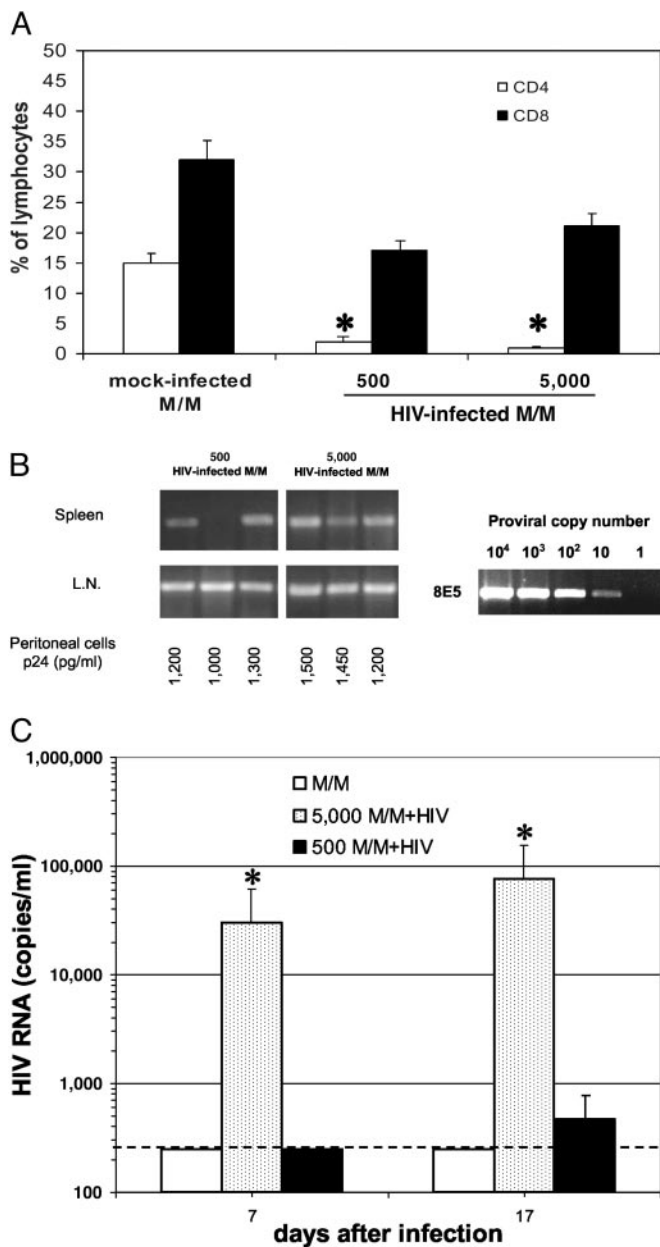 A
50
45
40
35
30
25
20
15
10
5
0
% of lymphocytes
CD4
CD8
*
*
mock-infected
M/M
500
5,000
HIV-infected M/M
B
500
HIV-infected M/M
5,000
HIV-infected M/M
Spleen
L.N.
Peritoneal cells
p24 (pg/ml)
1,200
1,000
1,300
1,500
1,450
1,200
Proviral copy number
10⁴ 10³ 10² 10 1
8E5
C
1,000,000
100,000
10,000
1,000
100
HIV RNA (copies/ml)
M/M
5,000 M/M+HIV
500 M/M+HIV
*
*
7
17
days after infection